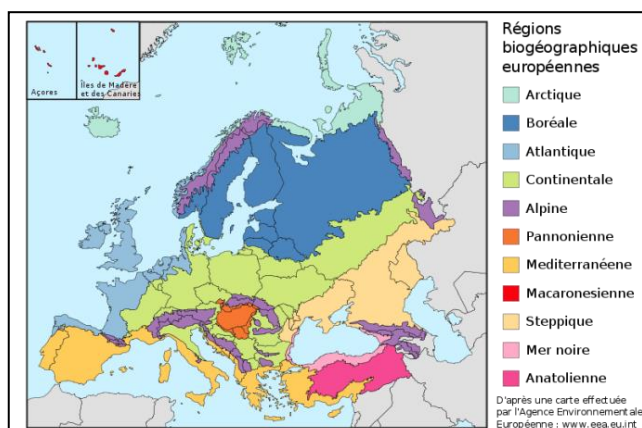 Açores
Îles de Madère
et des Canaries
Régions
biogéographiques
européennes
Arctique
Boréale
Atlantique
Continentale
Alpine
Pannonienne
Mediterranéene
Macaronesienne
Steppique
Mer noire
Anatolienne
D'après une carte effectuée
par l'Agence Environnementale
Européenne : www.eea.eu.int